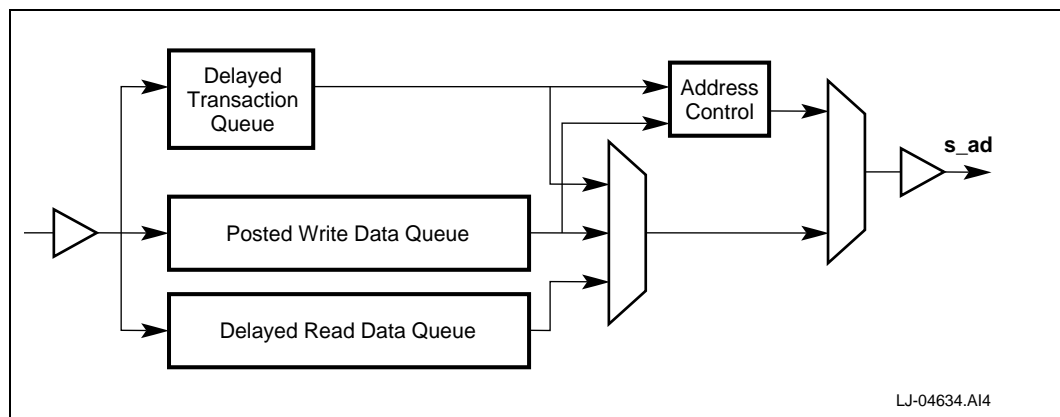 Delayed
Transaction
Queue
Address
Control
s_ad
Posted Write Data Queue
Delayed Read Data Queue
LJ-04634.AI4